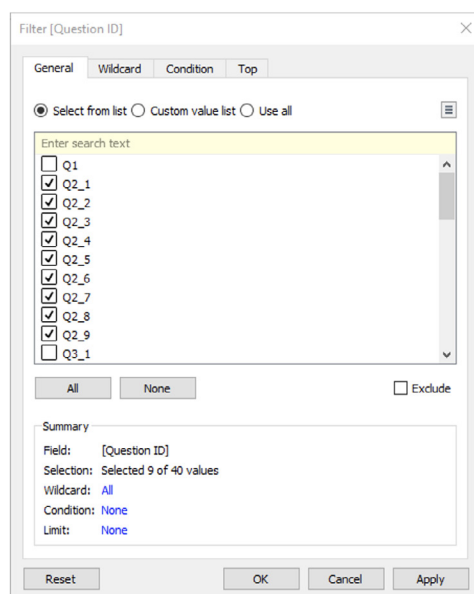 Filter [Question ID]
General Wildcard Condition Top
Select from list Custom value list Use all
Enter search text
Q1
Q2_1
Q2_2
Q2_3
Q2_4
Q2_5
Q2_6
Q2_7
Q2_8
Q2_9
Q3_1
All None Exclude
Summary
Field: [Question ID]
Selection: Selected 9 of 40 values
Wildcard: All
Condition: None
Limit: None
Reset OK Cancel Apply